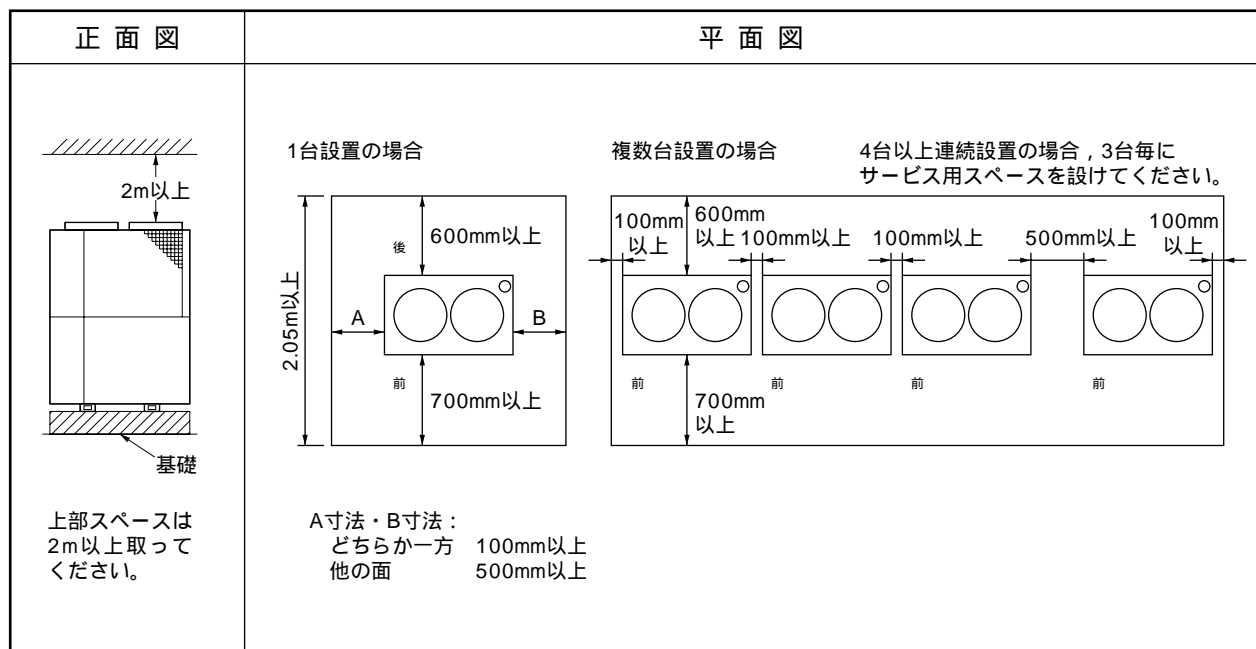 正面図
平面図
2m以上
基礎
上部スペースは
2m以上取って
ください。
1台設置の場合
2.05m以上
後
600mm以上
A
B
前
700mm以上
A寸法・B寸法:
どちらか一方 100mm以上
他の面 500mm以上
複数台設置の場合
4台以上連続設置の場合,3台毎に
サービス用スペースを設けてください。
100mm
以上
600mm
以上
100mm以上
100mm以上
500mm以上
100mm
以上
前
前
前
前
700mm
以上